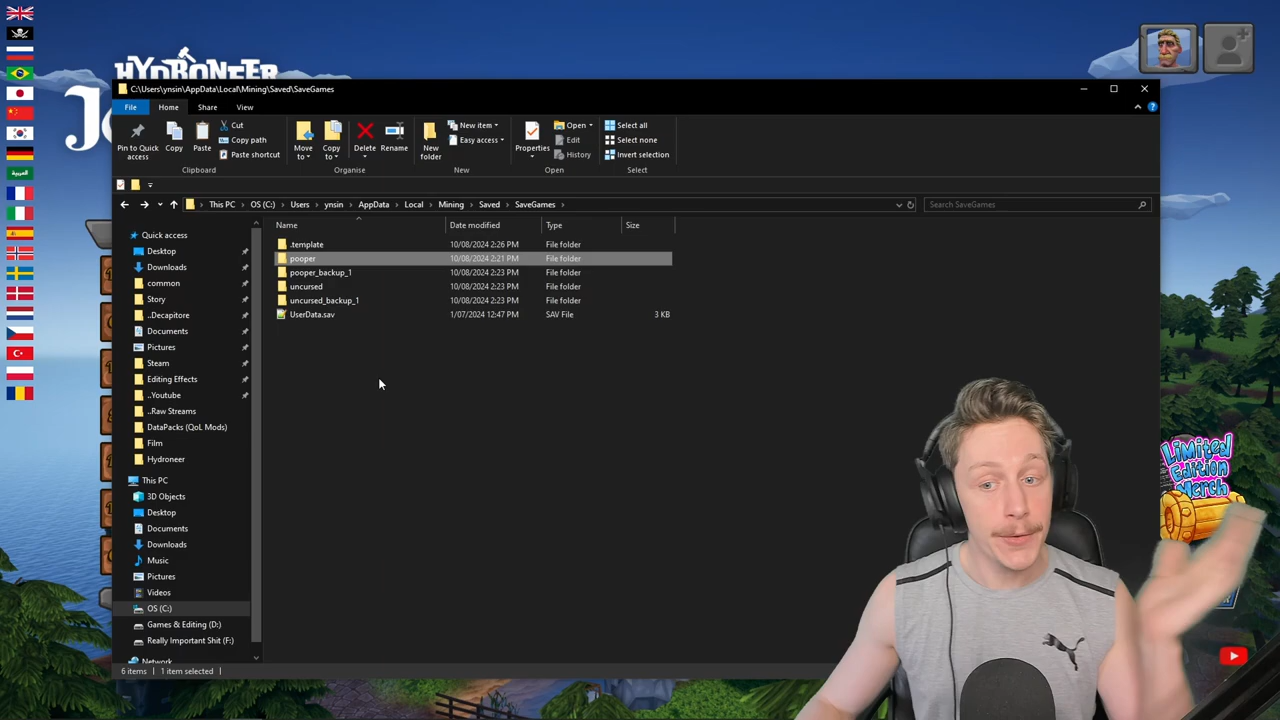 HYDRONEER
JO
C:\Users\ynsin\AppData\Local\Mining\Saved\SaveGames
File
Home
Share
View
Pin to Quick access
Copy
Paste
Cut
Copy path
Paste shortcut
Clipboard
Move to
Copy to
Delete
Rename
Organise
New folder
New item
Easy access
New
Properties
Open
Edit
History
Open
Select all
Select none
Invert selection
Select
This PC > OS (C:) > Users > ynsin > AppData > Local > Mining > Saved > SaveGames
Search SaveGames
Name Date modified Type Size
.template 10/08/2024 2:26 PM File folder
pooper 10/08/2024 2:21 PM File folder
pooper_backup_1 10/08/2024 2:23 PM File folder
uncursed 10/08/2024 2:23 PM File folder
uncursed_backup_1 10/08/2024 2:23 PM File folder
UserData.sav 1/07/2024 12:47 PM SAV File 3 KB
Quick access
Desktop
Downloads
common
Story
.Decapitore
Documents
Pictures
Steam
Editing Effects
..Youtube
..Raw Streams
DataPacks (QoL Mods)
Film
Hydroneer
This PC
3D Objects
Desktop
Documents
Downloads
Music
Pictures
Videos
OS (C:)
Games & Editing (D:)
Really Important Shit (F:)
Network
6 items
1 item selected
Limited
Edition
Merch